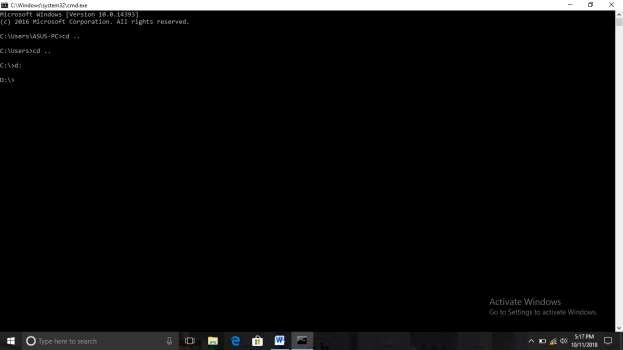 C:\Windows\system32\cmd.exe
Microsoft Windows [Version 10.0.14393]
(c) 2016 Microsoft Corporation. All rights reserved.
C:\Users\ASUS-PC>cd ..
C:\Users>cd ..
C:\>d:
D:\>
Activate Windows
Go to Settings to activate Windows.
Type here to search
5:17 PM
10/11/2018